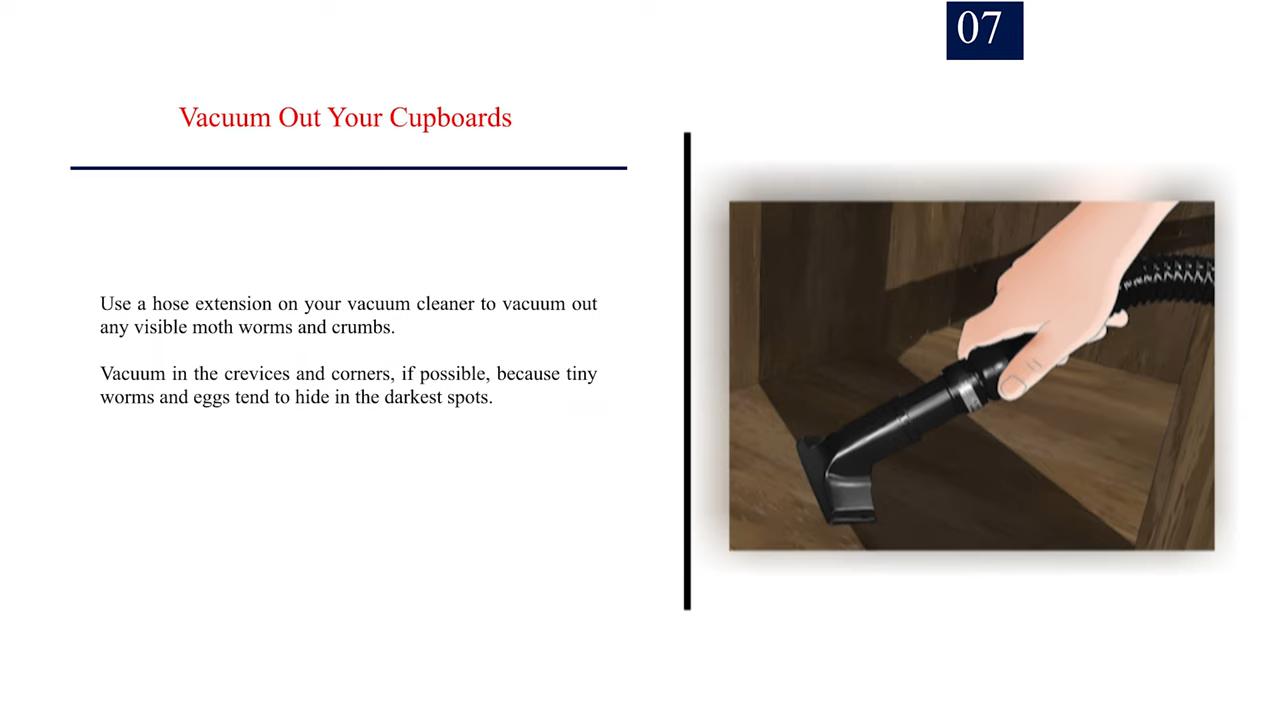 07
Vacuum Out Your Cupboards
Use a hose extension on your vacuum cleaner to vacuum out
any visible moth worms and crumbs.
Vacuum in the crevices and corners, if possible, because tiny
worms and eggs tend to hide in the darkest spots.